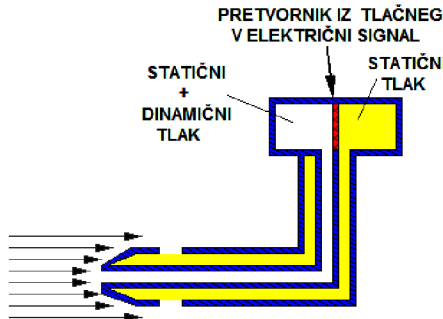 PRETVORNIK IZ TLAČNEG
V ELEKTRIČNI SIGNAL
STATIČNI
+
DINAMIČNI
TLAK
STATIČNI
TLAK